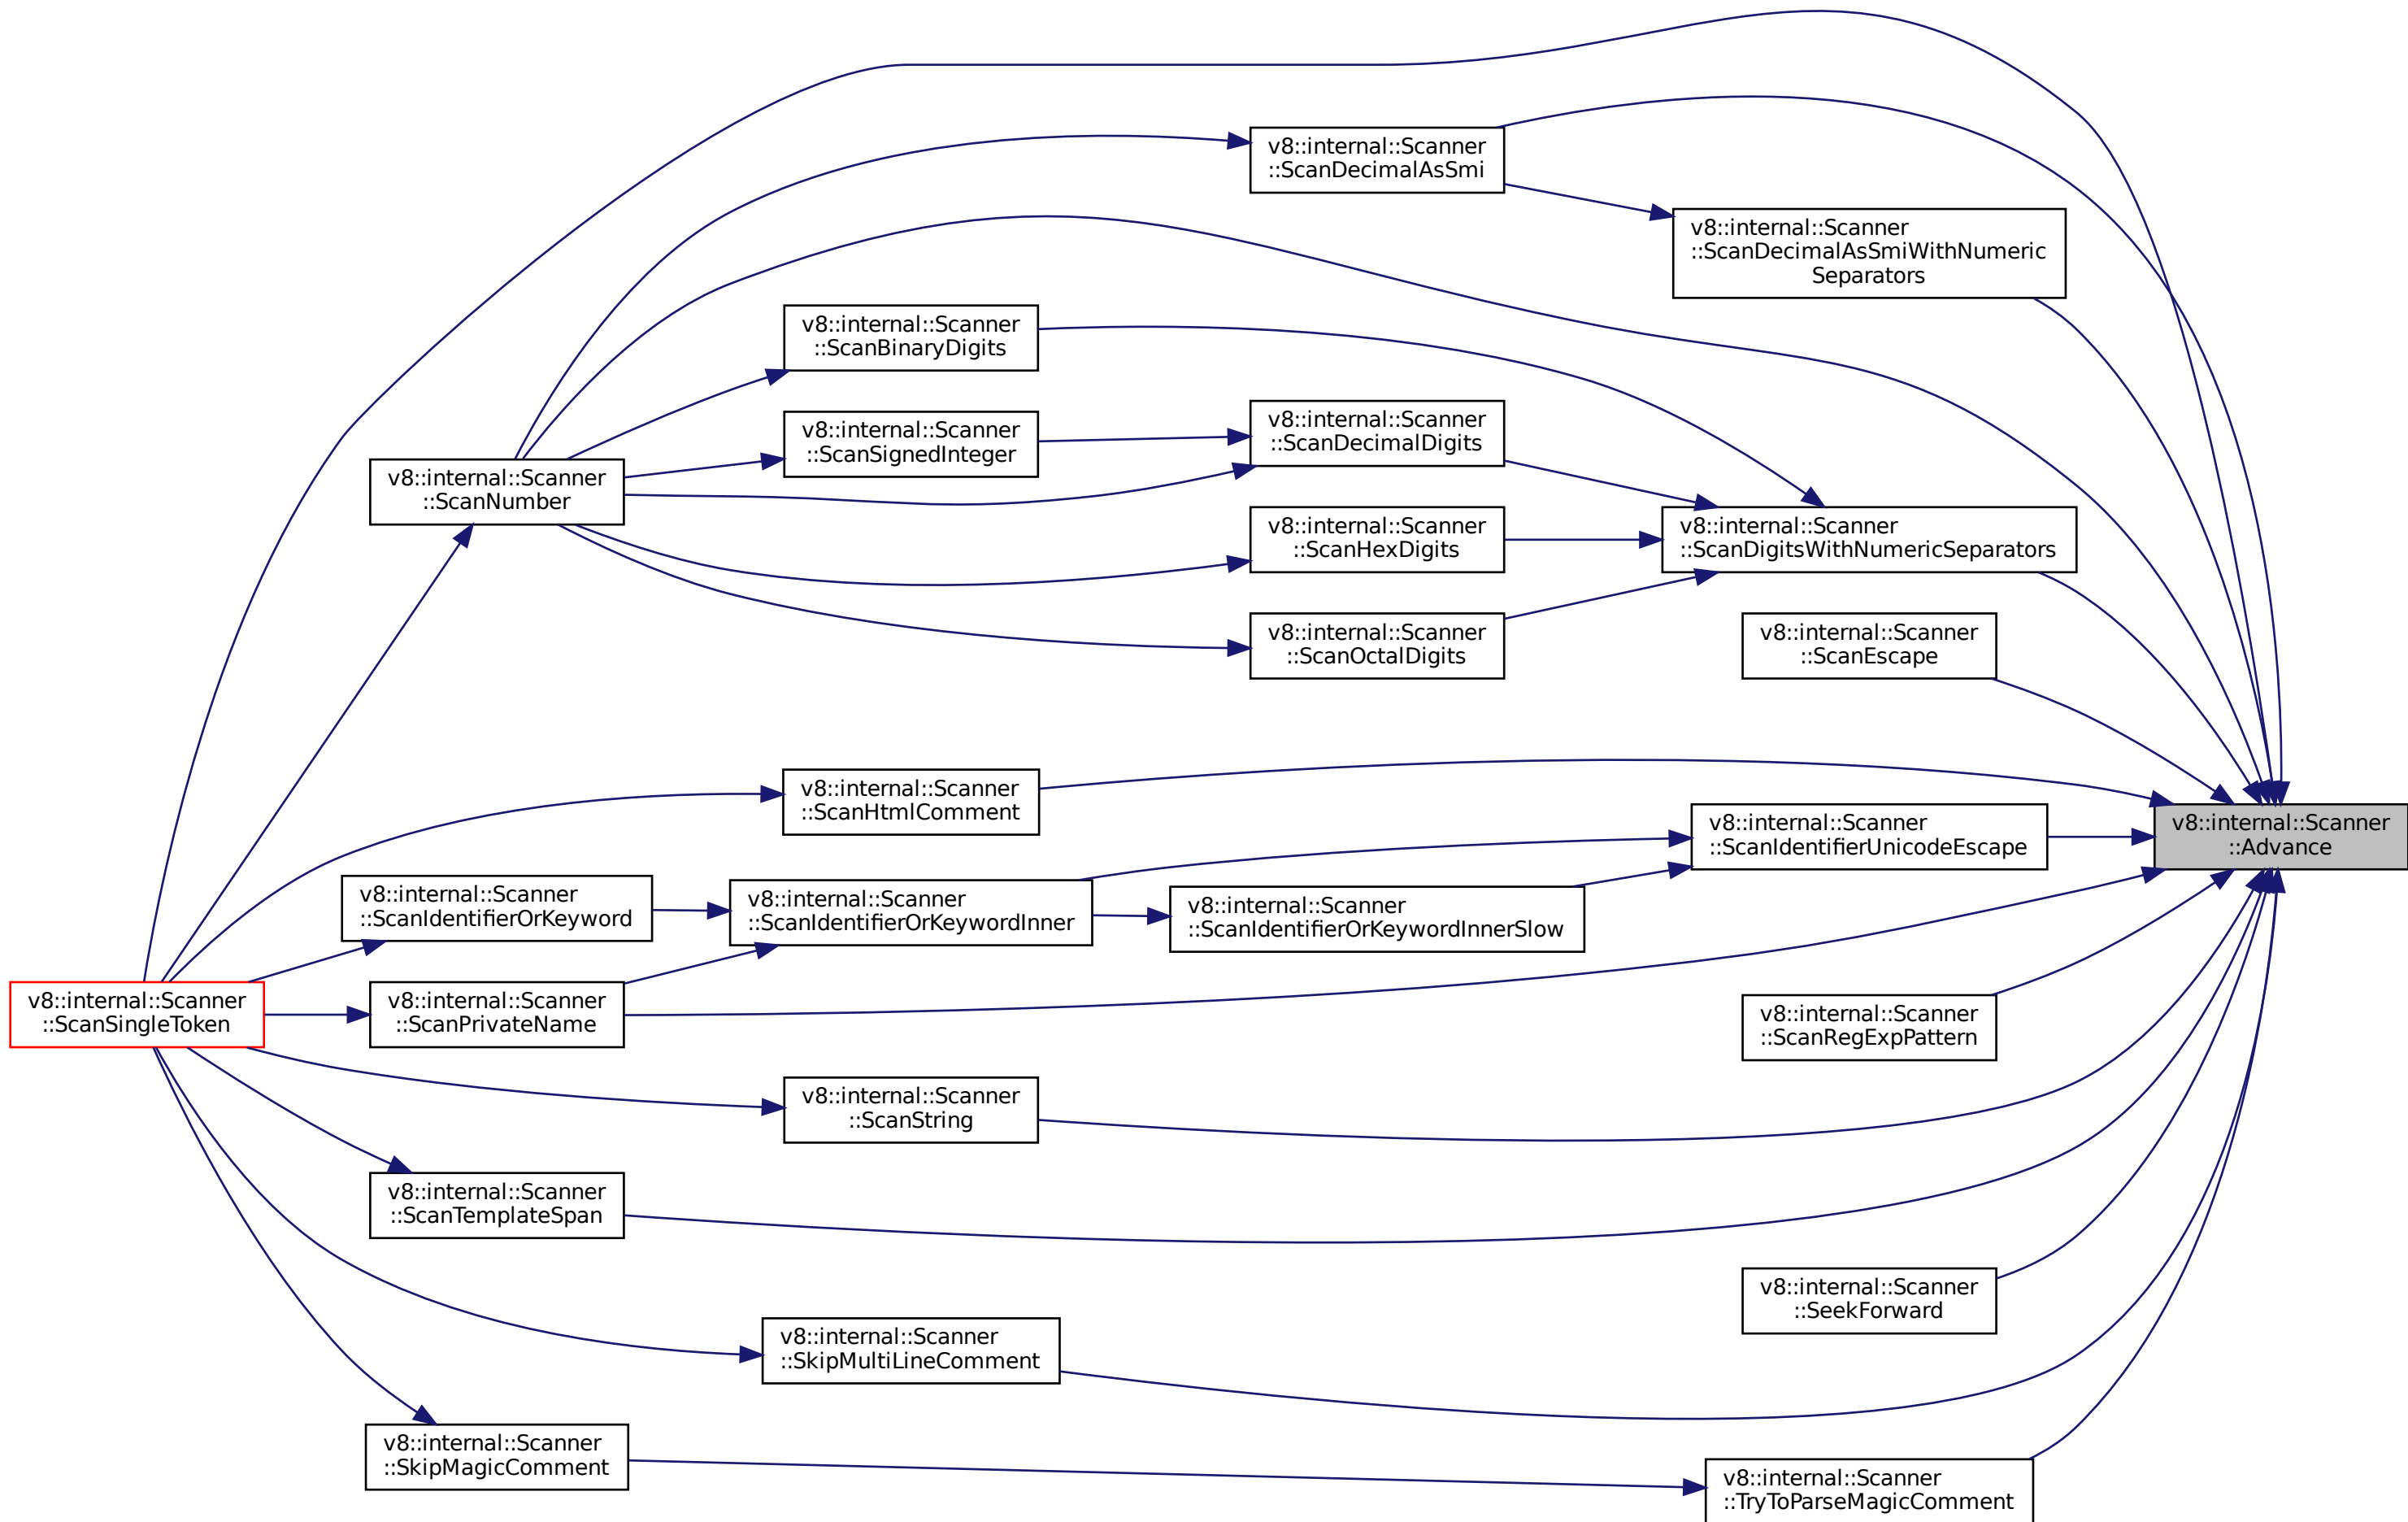 v8::internal::Scanner
::ScanDecimalAsSmi
v8::internal::Scanner
::ScanDecimalAsSmiWithNumeric
Separators
v8::internal::Scanner
::ScanBinaryDigits
v8::internal::Scanner
::ScanDecimalDigits
v8::internal::Scanner
::ScanSignedInteger
v8::internal::Scanner
::ScanNumber
v8::internal::Scanner
::ScanHexDigits
v8::internal::Scanner
::ScanDigitsWithNumericSeparators
v8::internal::Scanner
::ScanOctalDigits
v8::internal::Scanner
::ScanEscape
v8::internal::Scanner
::ScanHtmlComment
v8::internal::Scanner
::ScanIdentifierUnicodeEscape
v8::internal::Scanner
::Advance
v8::internal::Scanner
::ScanIdentifierOrKeyword
v8::internal::Scanner
::ScanIdentifierOrKeywordInner
v8::internal::Scanner
::ScanIdentifierOrKeywordInnerSlow
v8::internal::Scanner
::ScanSingleToken
v8::internal::Scanner
::ScanPrivateName
v8::internal::Scanner
::ScanRegExpPattern
v8::internal::Scanner
::ScanString
v8::internal::Scanner
::ScanTemplateSpan
v8::internal::Scanner
::SeekForward
v8::internal::Scanner
::SkipMultiLineComment
v8::internal::Scanner
::SkipMagicComment
v8::internal::Scanner
::TryToParseMagicComment